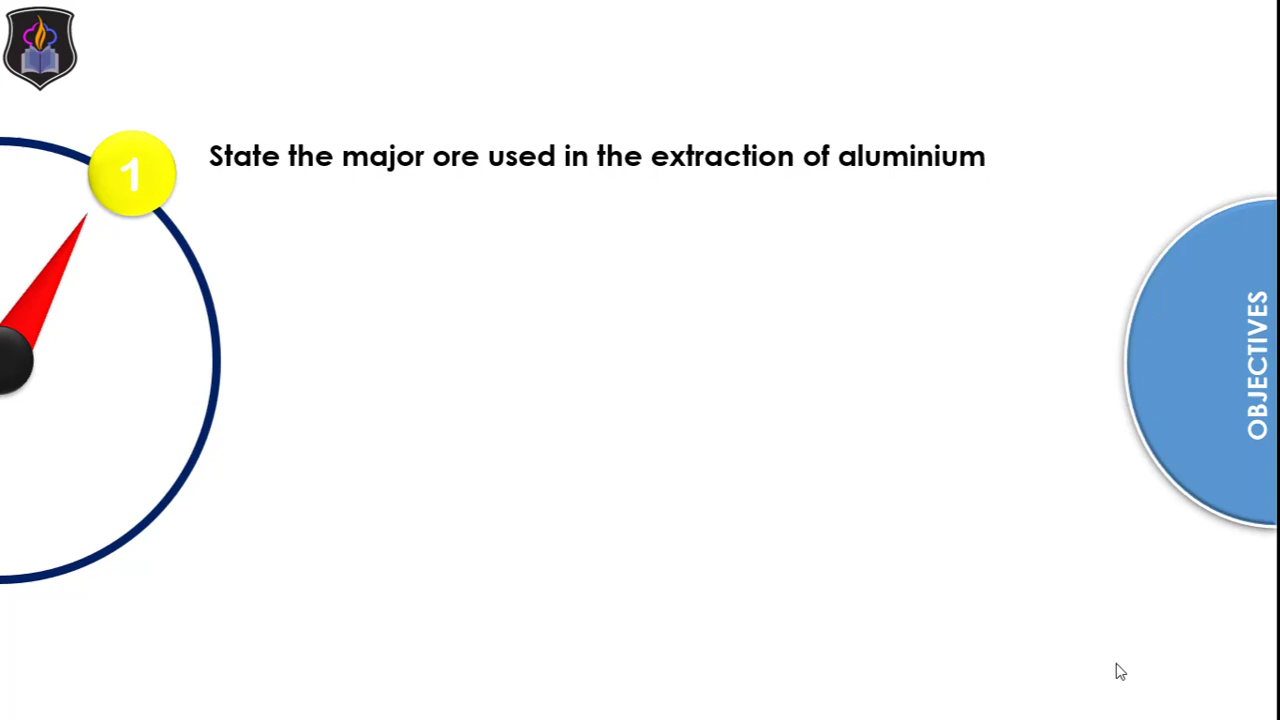 1
State the major ore used in the extraction of aluminium
OBJECTIVES